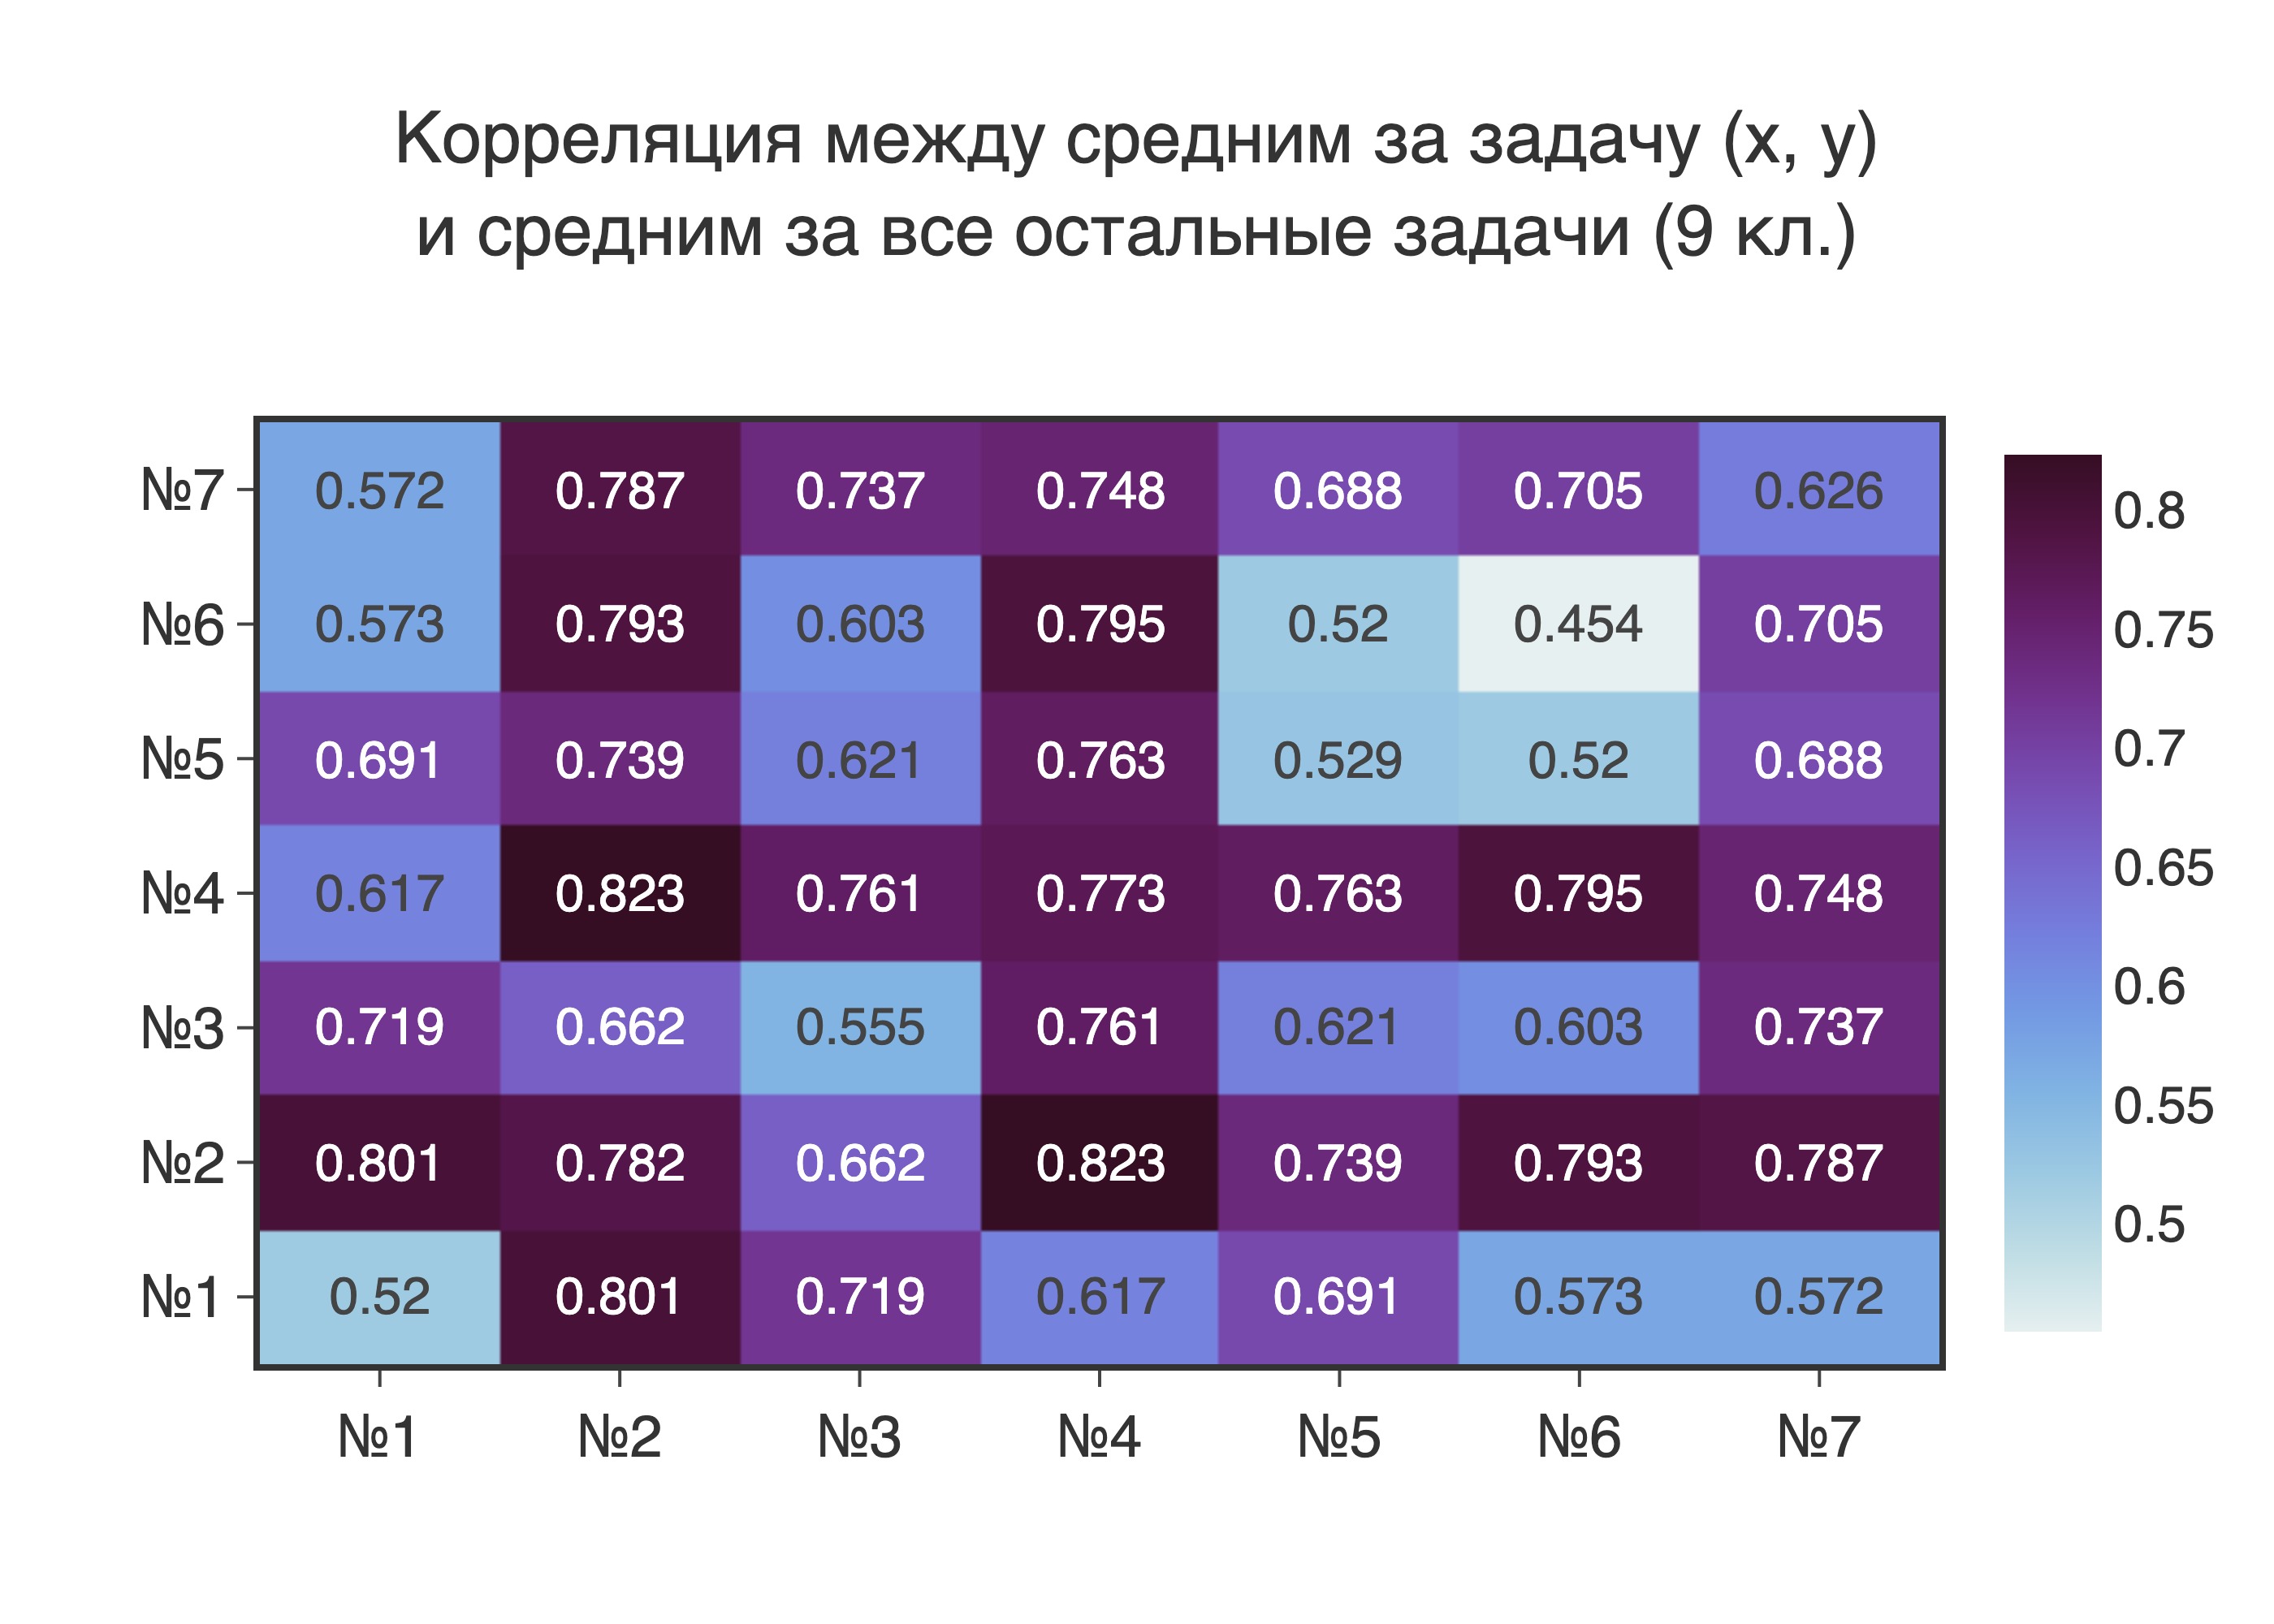 Корреляция между средним за задачу (x, y)
и средним за все остальные задачи (9 кл.)
№7 0.572 0.787 0.737 0.748 0.688 0.705 0.626
№6 0.573 0.793 0.603 0.795 0.52 0.454 0.705
№5 0.691 0.739 0.621 0.763 0.529 0.52 0.688
№4 0.617 0.823 0.761 0.773 0.763 0.795 0.748
№3 0.719 0.662 0.555 0.761 0.621 0.603 0.737
№2 0.801 0.782 0.662 0.823 0.739 0.793 0.787
№1 0.52 0.801 0.719 0.617 0.691 0.573 0.572
№1 №2 №3 №4 №5 №6 №7
0.8
0.75
0.7
0.65
0.6
0.55
0.5